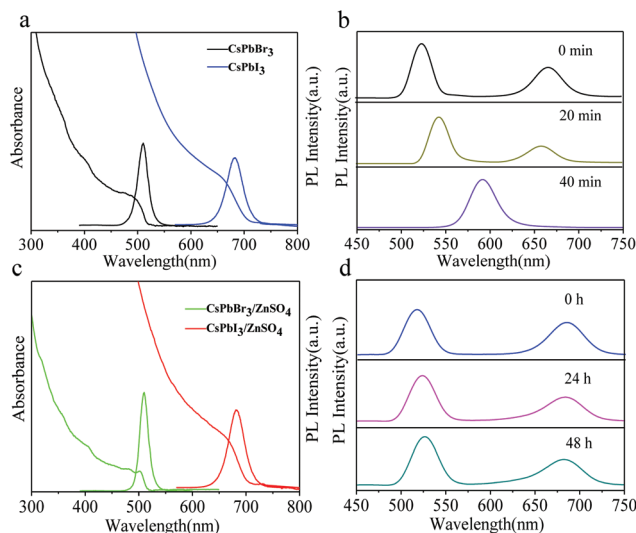 a
CsPbBr3
CsPbI3
Absorbance
PL Intensity(a.u.)
300 400 500 600 700 800
Wavelength(nm)
b
0 min
20 min
40 min
PL Intensity(a.u.)
450 500 550 600 650 700 750
Wavelength(nm)
c
CsPbBr3/ZnSO4
CsPbI3/ZnSO4
Absorbance
PL Intensity(a.u.)
300 400 500 600 700 800
Wavelength(nm)
d
0 h
24 h
48 h
PL Intensity(a.u.)
450 500 550 600 650 700 750
Wavelength(nm)